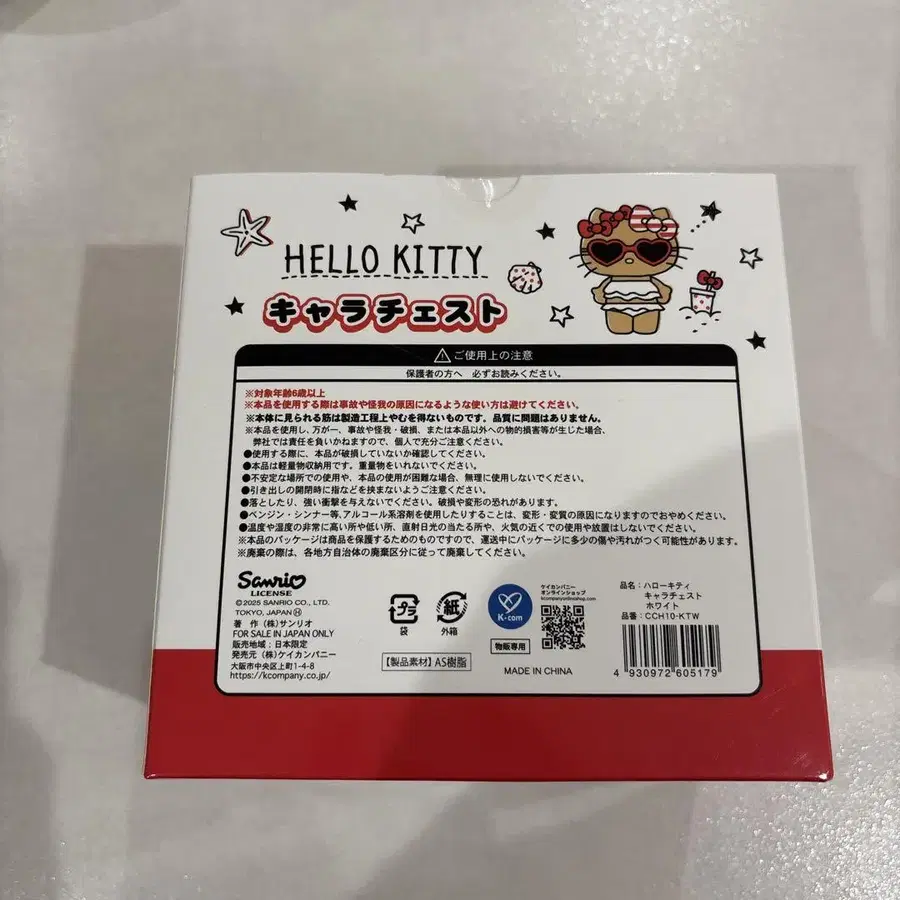 HELLO KITTY
キャラチェスト
⚠ご使用上の注意
保護者の方へ 必ずお読みください。
※対象年齢6歳以上
※本品を使用する際は事故や怪我の原因になるような使い方は避けてください。
※本体に見られる筋は製造工程上やむを得ないものです。品質に問題はありません。
※本品を使用し、万が一、事故や怪我・破損、または本品以外への物的損害等が生じた場合、
弊社では責任を負いかねますので、個人で充分ご注意ください。
●使用する際に、本品が破損していないか確認してください。
●本品は軽量物収納用です。重量物をいれないでください。
●不安定な場所での使用や、本品の使用が困難な場合、無理に使用しないでください。
●引き出しの開閉時に指などを挟まないようご注意ください。
●落としたり、強い衝撃を与えないでください。破損や変形の恐れがあります。
●ベンジン・シンナー等、アルコール系溶剤を使用したりすることは、変形・変質の原因になりますのでおやめください。
●温度や湿度の非常に高い所や低い所、直射日光の当たる所や、火気の近くでの使用や放置はしないでください。
※本品のパッケージは商品を保護するためのものですので、運送中にパッケージに多少の傷や汚れがつく可能性があります。
※廃棄の際は、各地方自治体の廃棄区分に従って廃棄してください。
Sanrio
LICENSE
©2025 SANRIO CO., LTD.
TOKYO, JAPAN Ⓗ
著 作 (株)サンリオ
FOR SALE IN JAPAN ONLY
販売地域:日本限定
発売元 (株)ケイカンパニー
大阪市中央区上町1-4-8
https://kcompany.co.jp/
プラ
袋
紙
外箱
【製品素材】AS樹脂
K-com
物販専用
ケイカンパニー
オンラインショップ
kcompanyonlineshop.com
MADE IN CHINA
品名:ハローキティ
キャラチェスト
ホワイト
品番:CCH10-KTW
4 930972 605179